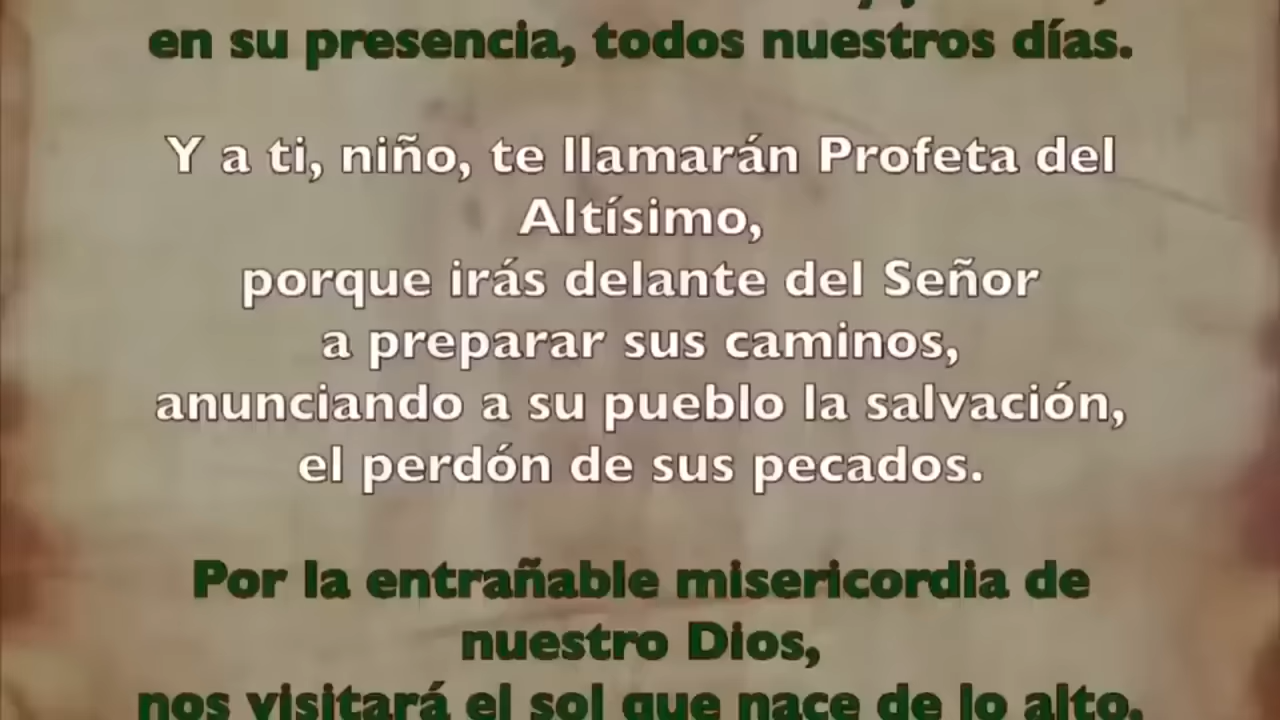 en su presencia, todos nuestros días.
Y a ti, niño, te llamarán Profeta del
Altísimo,
porque irás delante del Señor
a preparar sus caminos,
anunciando a su pueblo la salvación,
el perdón de sus pecados.
Por la entrañable misericordia de
nuestro Dios,
nos visitará el sol que nace de lo alto,